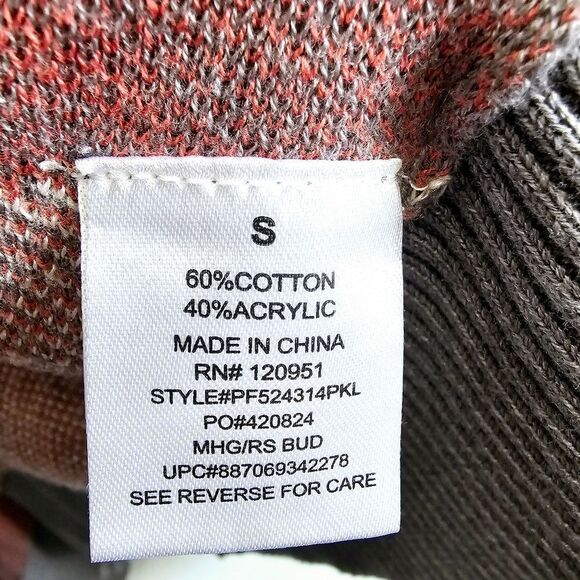 S
60%COTTON
40%ACRYLIC
MADE IN CHINA
RN# 120951
STYLE#PF524314PKL
PO#420824
MHG/RS BUD
UPC#887069342278
SEE REVERSE FOR CARE